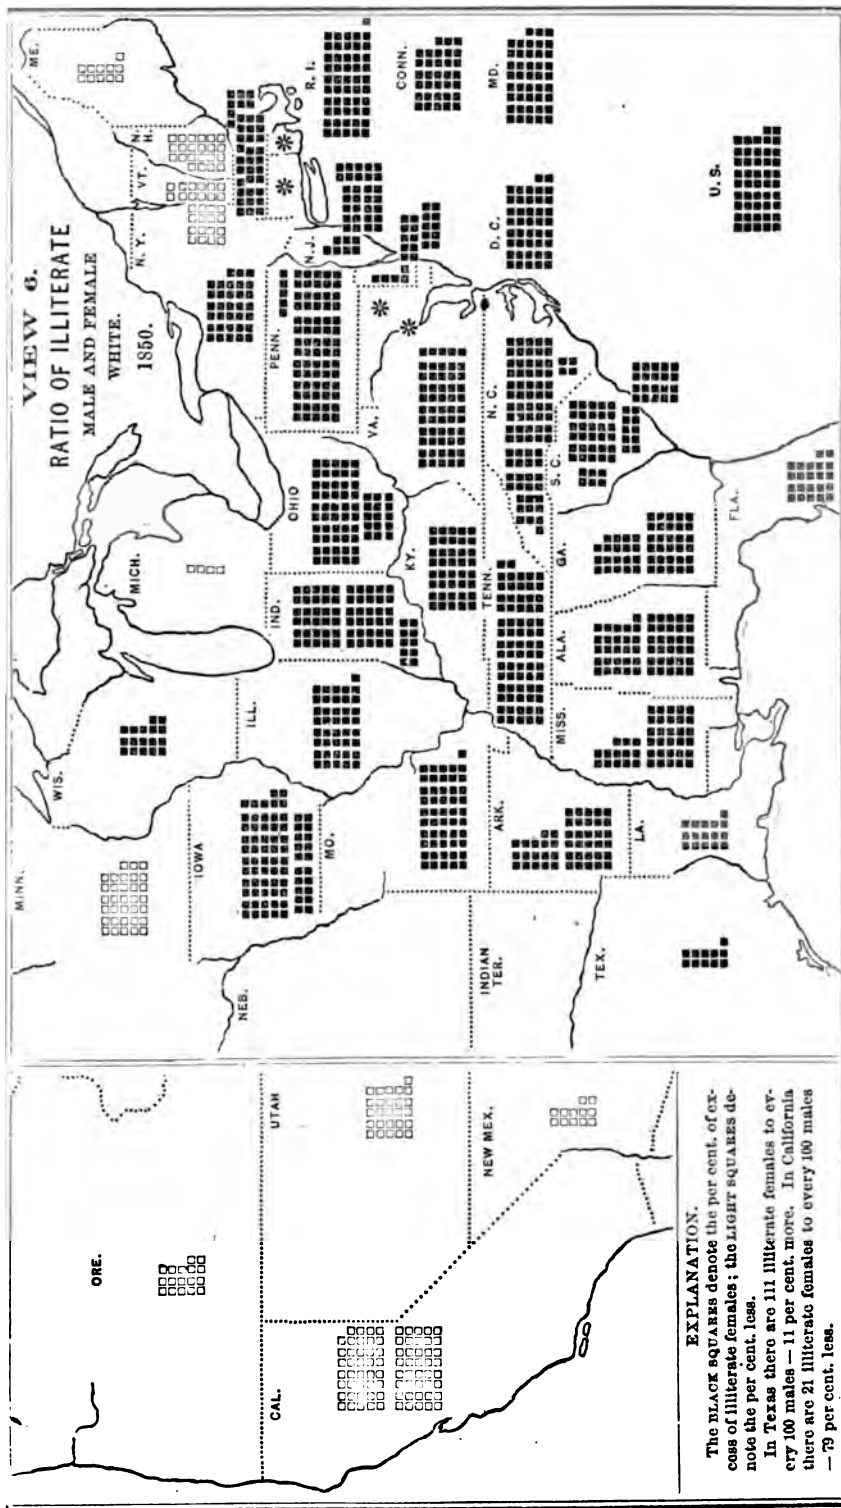 VIEW 6.
RATIO OF ILLITERATE
MALE AND FEMALE
WHITE.
1850.
ORE.
CAL.
UTAH
NEW MEX.
MINN.
WIS.
MICH.
N. Y.
VT.
N. H.
ME.
NEB.
IOWA
ILL.
IND.
OHIO
PENN.
N. J.
R. I.
CONN.
MD.
D. C.
U. S.
MO.
KY.
VA.
INDIAN
TER.
ARK.
TENN.
N. C.
S. C.
TEX.
LA.
MISS.
ALA.
GA.
FLA.
EXPLANATION.
The BLACK SQUARES denote the per cent. of ex-
cess of illiterate females; the LIGHT SQUARES de-
note the per cent. less.
In Texas there are 111 illiterate females to ev-
ery 100 males — 11 per cent. more. In California
there are 21 illiterate females to every 100 males
— 79 per cent. less.